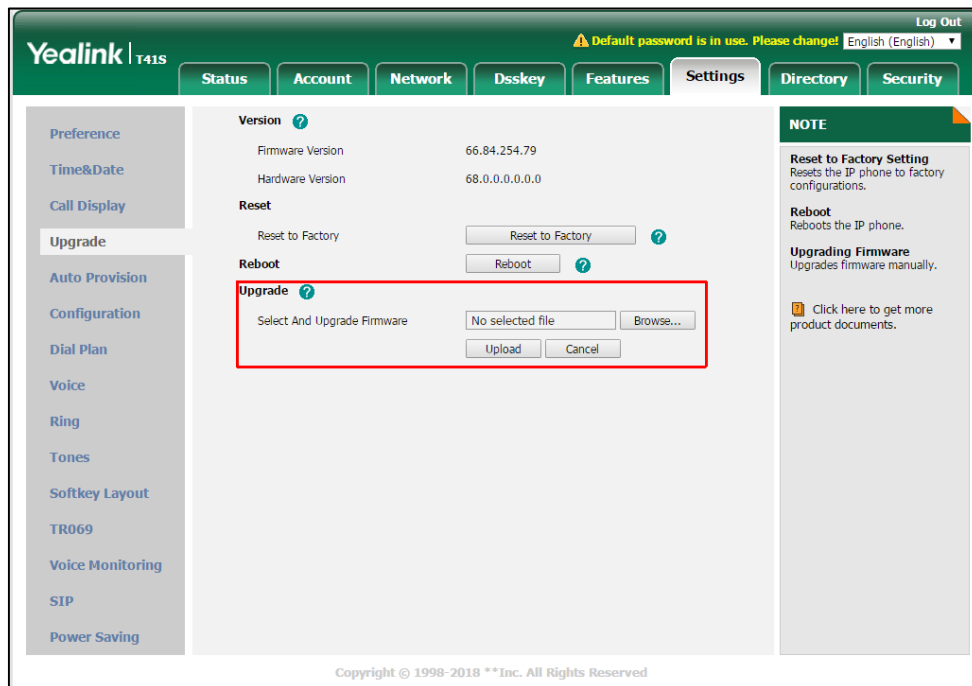 Log Out
Yealink | T41S
Default password is in use. Please change! English (English)
Status Account Network Dsskey Features Settings Directory Security
Preference
Time&Date
Call Display
Upgrade
Auto Provision
Configuration
Dial Plan
Voice
Ring
Tones
Softkey Layout
TR069
Voice Monitoring
SIP
Power Saving
Version ?
Firmware Version 66.84.254.79
Hardware Version 68.0.0.0.0.0.0
Reset
Reset to Factory Reset to Factory ?
Reboot Reboot ?
Upgrade ?
Select And Upgrade Firmware No selected file Browse...
Upload Cancel
NOTE
Reset to Factory Setting
Resets the IP phone to factory
configurations.
Reboot
Reboots the IP phone.
Upgrading Firmware
Upgrades firmware manually.
? Click here to get more
product documents.
Copyright © 1998-2018 **Inc. All Rights Reserved